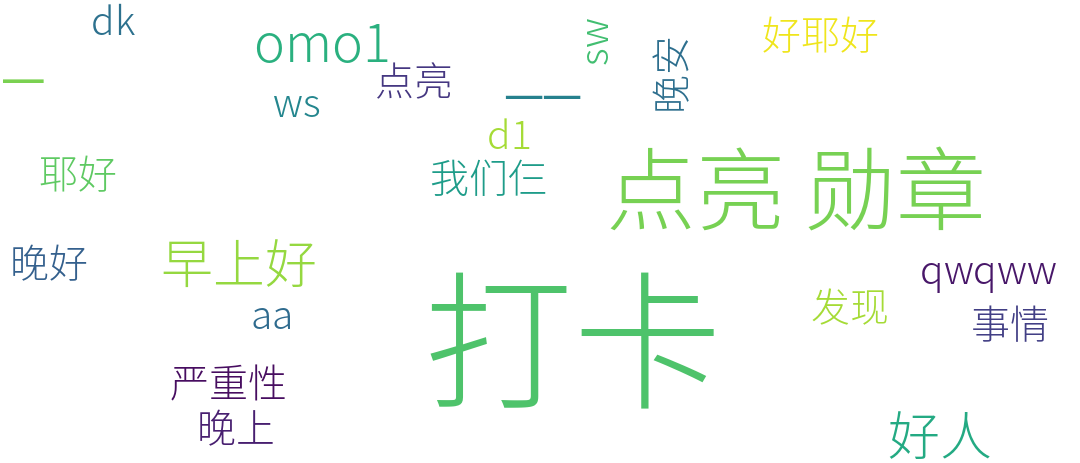 dk
omo1
sw
晚安
好耶好
一
点亮
一一
ws
d1
耶好
我们仨
点亮 勋章
晚好
早上好
qwqww
aa
打卡
发现
事情
严重性
晚上
好人